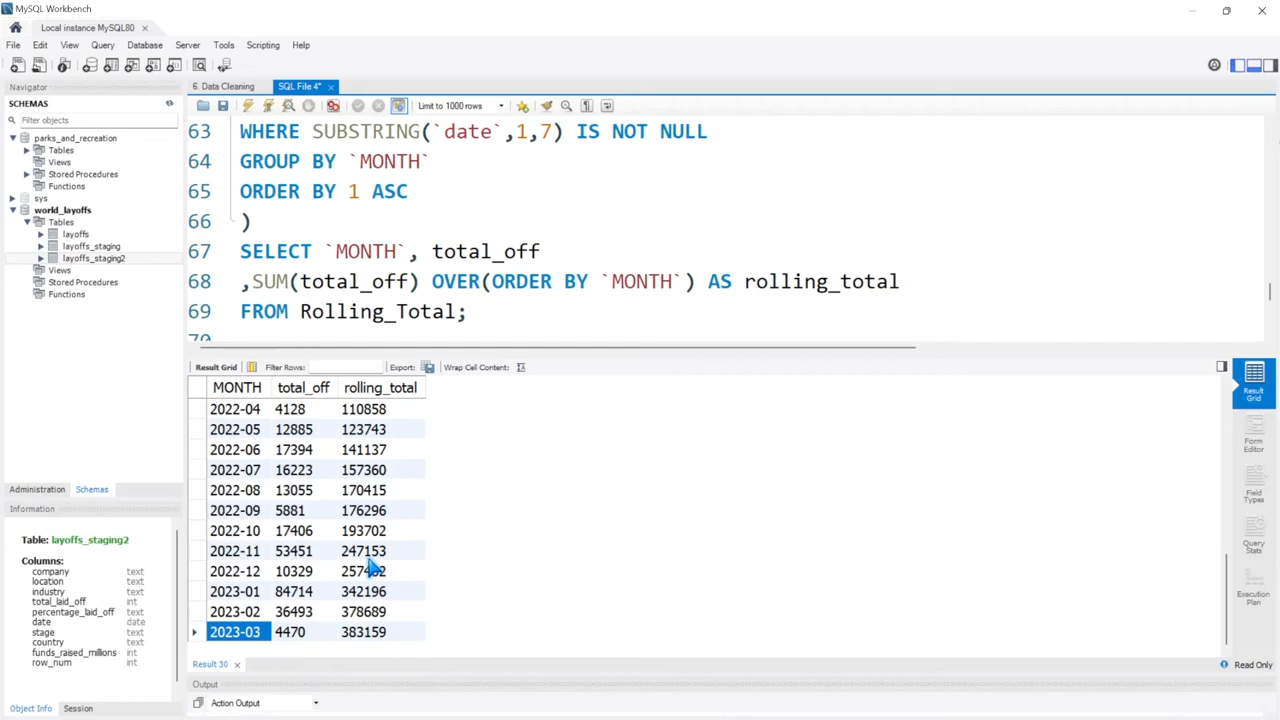 MySQL Workbench
Local instance MySQL80
File Edit View Query Database Server Tools Scripting Help
Navigator
SCHEMAS
Filter objects
parks_and_recreation
Tables
Views
Stored Procedures
Functions
sys
world_layoffs
Tables
layoffs
layoffs_staging
layoffs_staging2
Views
Stored Procedures
Functions
Administration Schemas
Information
Table: layoffs_staging2
Columns:
company text
location text
industry text
total_laid_off int
percentage_laid_off text
date date
stage text
country text
funds_raised_millions int
row_num int
Object Info Session
6. Data Cleaning SQL File 4*
Limit to 1000 rows
63 WHERE SUBSTRING(`date`,1,7) IS NOT NULL
64 GROUP BY `MONTH`
65 ORDER BY 1 ASC
66 )
67 SELECT `MONTH`, total_off
68 ,SUM(total_off) OVER(ORDER BY `MONTH`) AS rolling_total
69 FROM Rolling_Total;
70
Result Grid Filter Rows: Export: Wrap Cell Content:
MONTH total_off rolling_total
2022-04 4128 110858
2022-05 12885 123743
2022-06 17394 141137
2022-07 16223 157360
2022-08 13055 170415
2022-09 5881 176296
2022-10 17406 193702
2022-11 53451 247153
2022-12 10329
2023-01 84714 342196
2023-02 36493 378689
2023-03 4470 383159
Result Grid
Form Editor
Field Types
Query Stats
Execution Plan
Result 30
Read Only
Output
Action Output